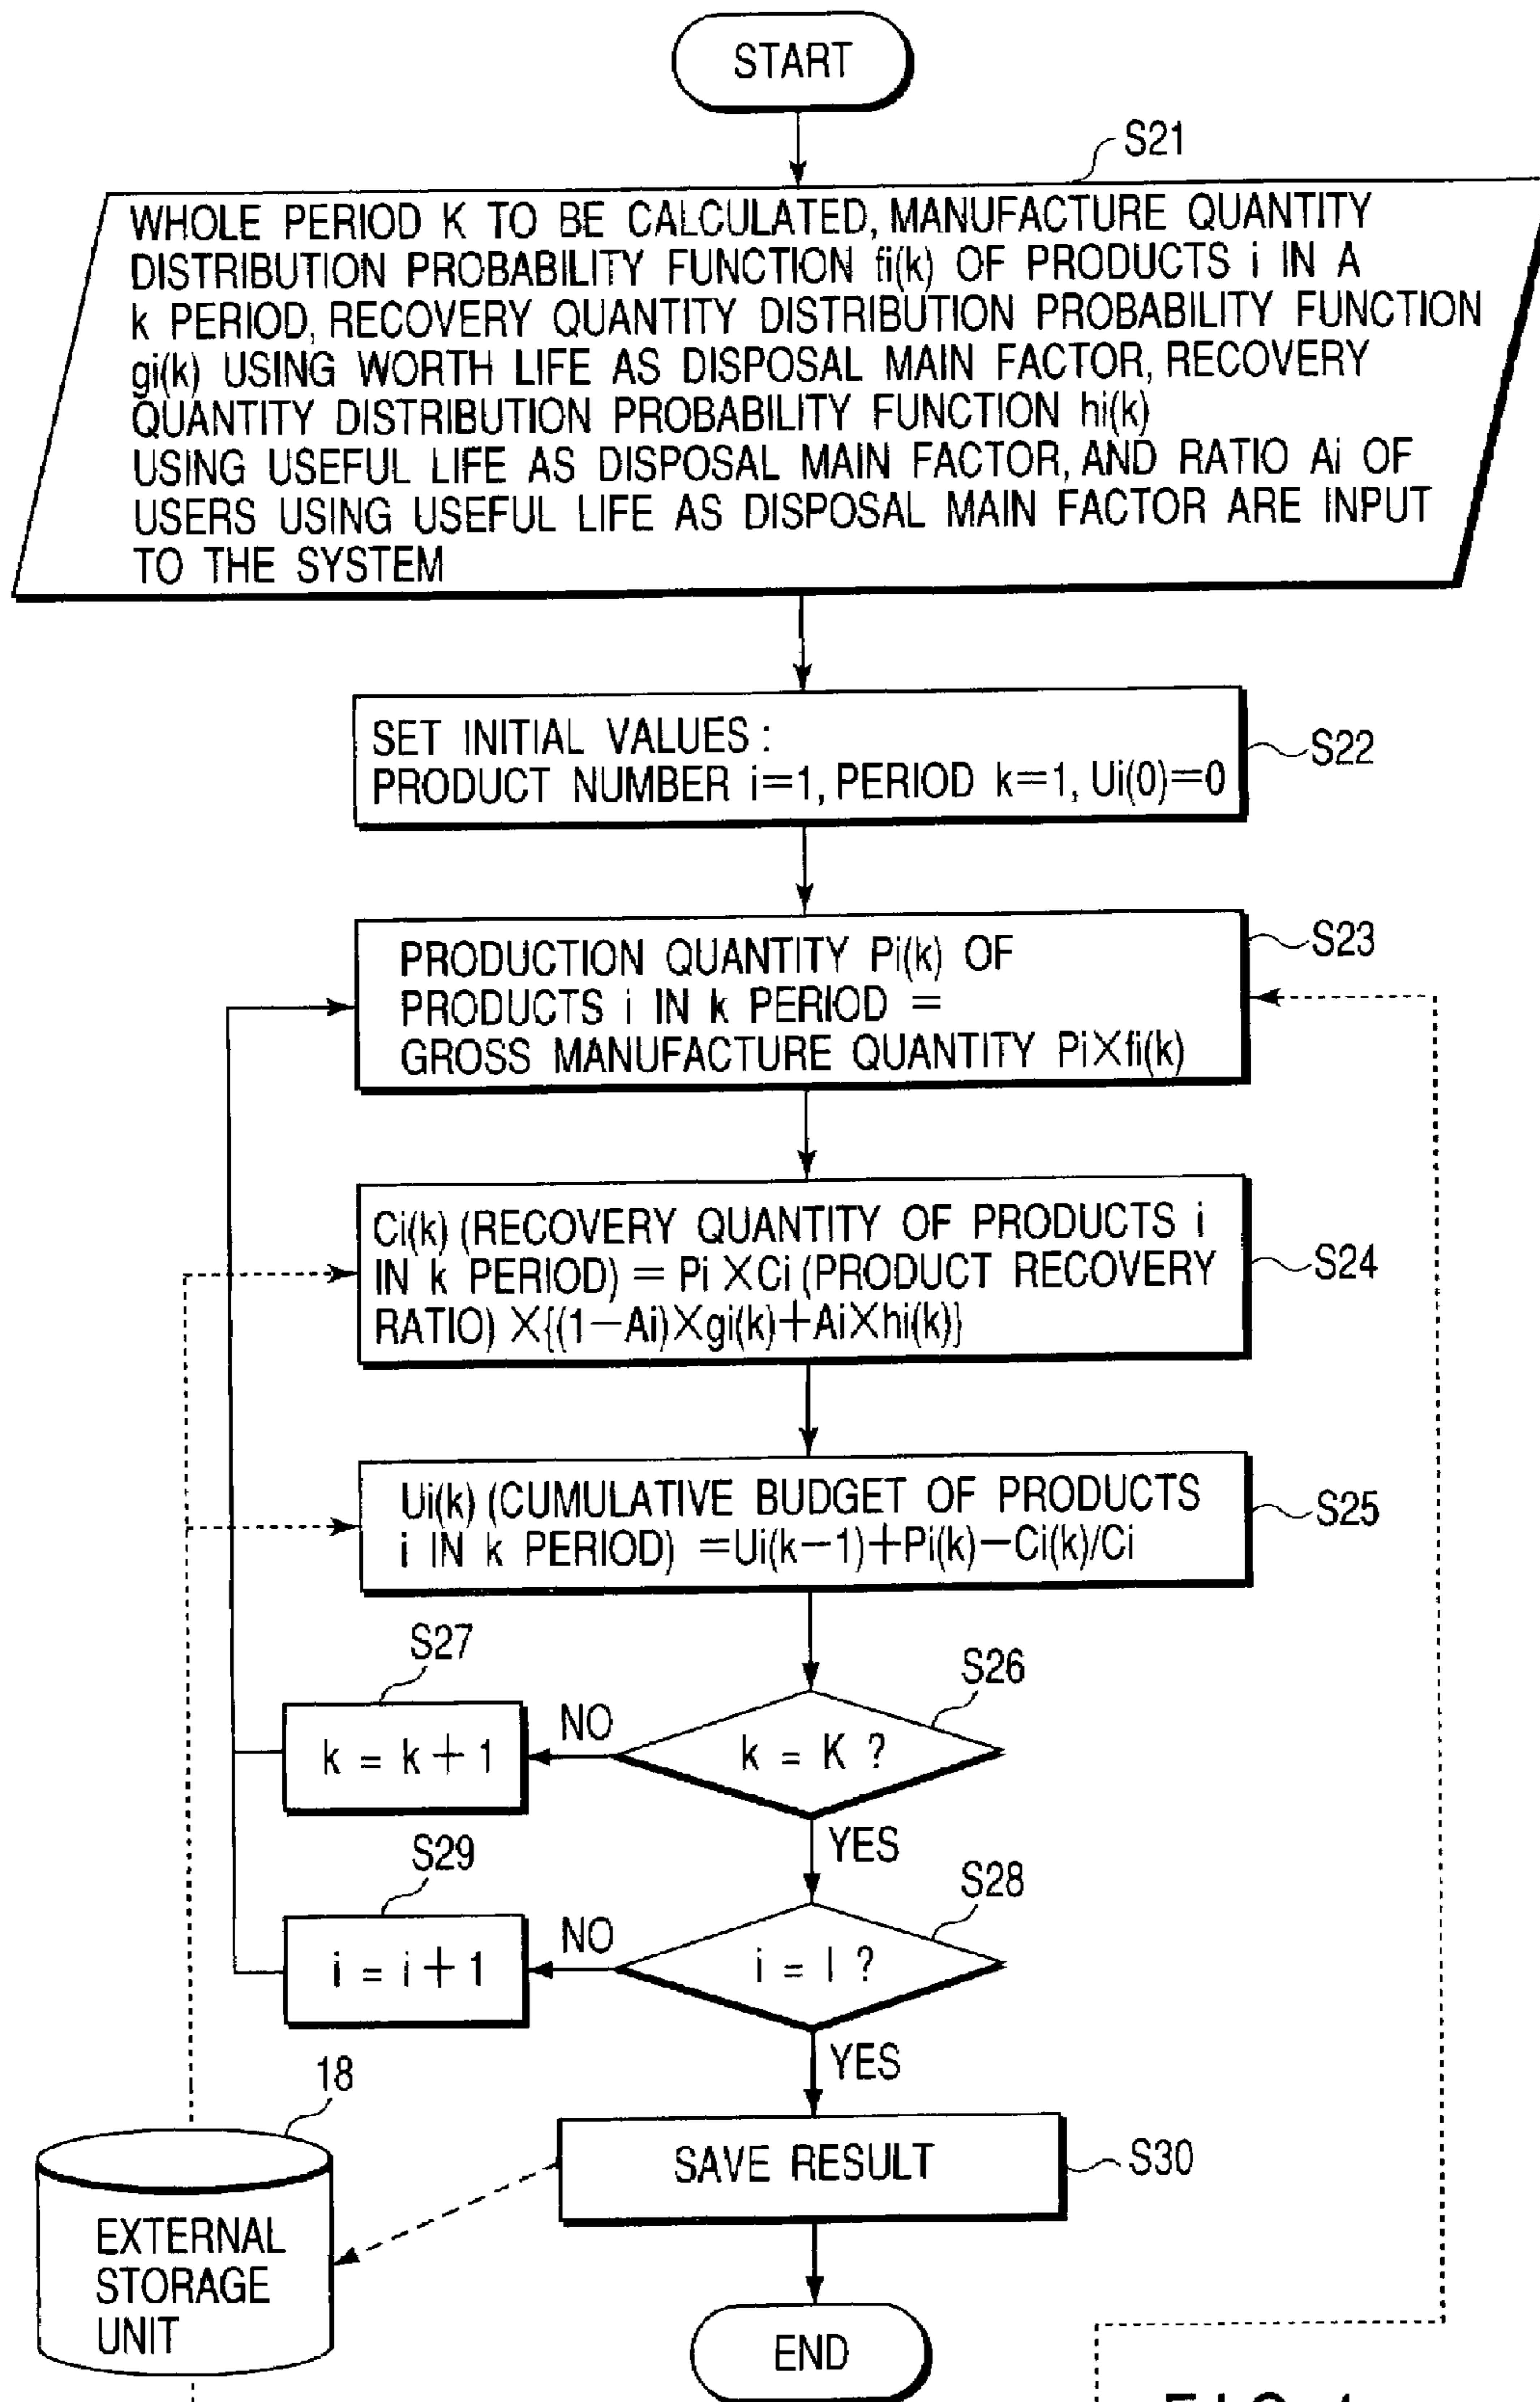 START
S21
WHOLE PERIOD K TO BE CALCULATED, MANUFACTURE QUANTITY
DISTRIBUTION PROBABILITY FUNCTION fi(k) OF PRODUCTS i IN A
k PERIOD, RECOVERY QUANTITY DISTRIBUTION PROBABILITY FUNCTION
gi(k) USING WORTH LIFE AS DISPOSAL MAIN FACTOR, RECOVERY
QUANTITY DISTRIBUTION PROBABILITY FUNCTION hi(k)
USING USEFUL LIFE AS DISPOSAL MAIN FACTOR, AND RATIO Ai OF
USERS USING USEFUL LIFE AS DISPOSAL MAIN FACTOR ARE INPUT
TO THE SYSTEM
SET INITIAL VALUES :
PRODUCT NUMBER i=1, PERIOD k=1, Ui(0)=0
S22
PRODUCTION QUANTITY Pi(k) OF
PRODUCTS i IN k PERIOD =
GROSS MANUFACTURE QUANTITY Pi×fi(k)
S23
Ci(k) (RECOVERY QUANTITY OF PRODUCTS i
IN k PERIOD) = Pi ×Ci (PRODUCT RECOVERY
RATIO) ×{(1−Ai)×gi(k)+Ai×hi(k)}
S24
Ui(k) (CUMULATIVE BUDGET OF PRODUCTS
i IN k PERIOD) =Ui(k−1)+Pi(k)−Ci(k)/Ci
S25
S27
S26
k = k+1
NO
k = K ?
YES
S29
S28
i = i+1
NO
i = I ?
YES
18
SAVE RESULT
S30
EXTERNAL
STORAGE
UNIT
END